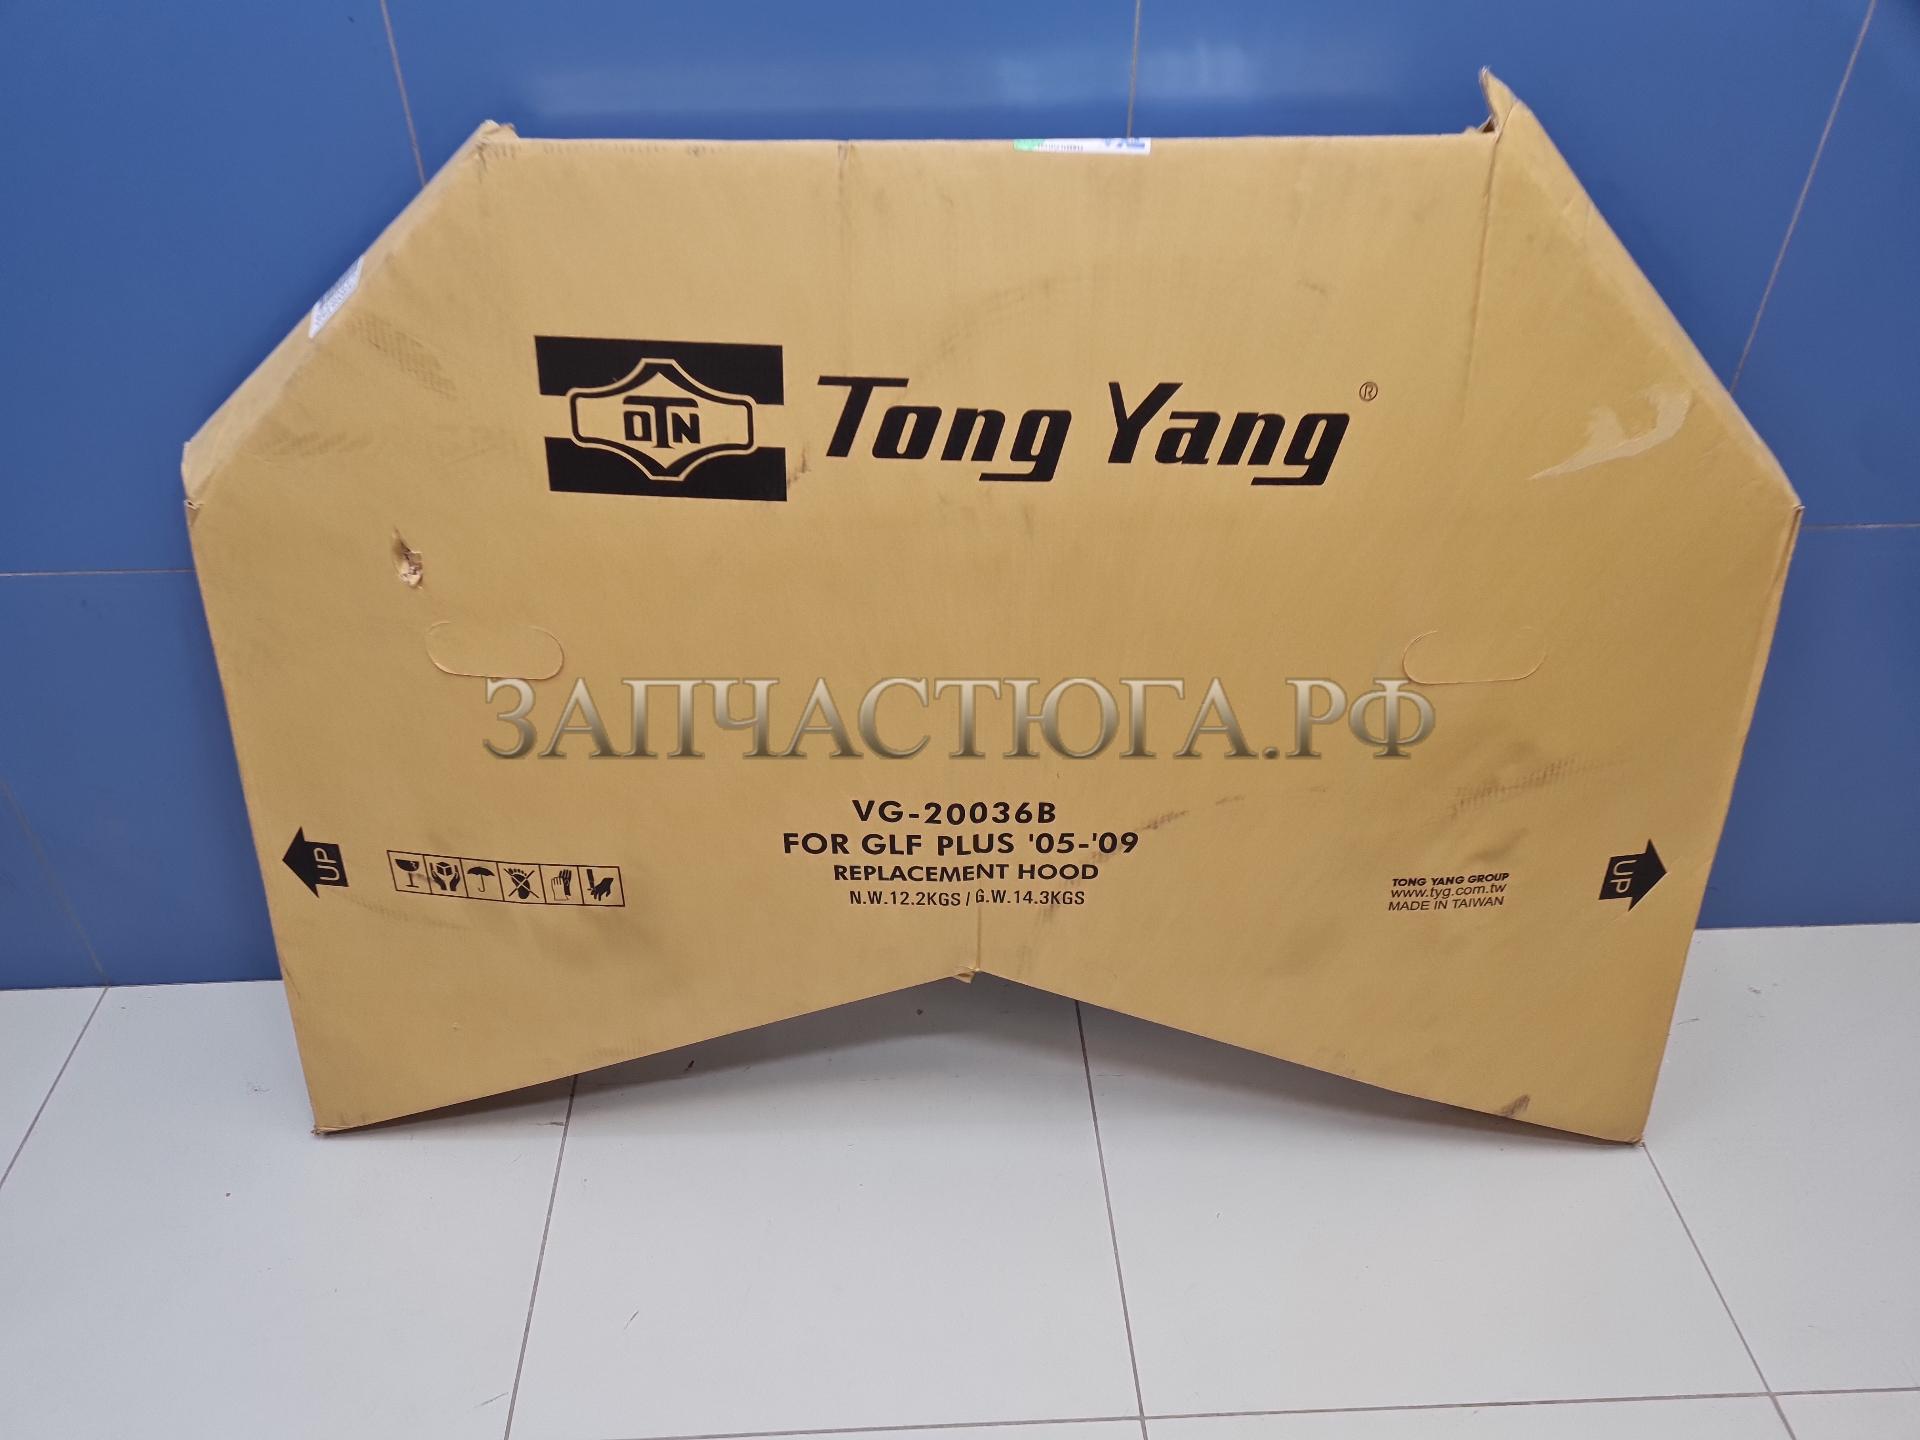 OTN
Tong Yang®
ЗАПЧАСТЮГА.РФ
VG-20036B
FOR GLF PLUS '05-'09
REPLACEMENT HOOD
N.W.12.2KGS / G.W.14.3KGS
UP
TONG YANG GROUP
www.tyg.com.tw
MADE IN TAIWAN
UP